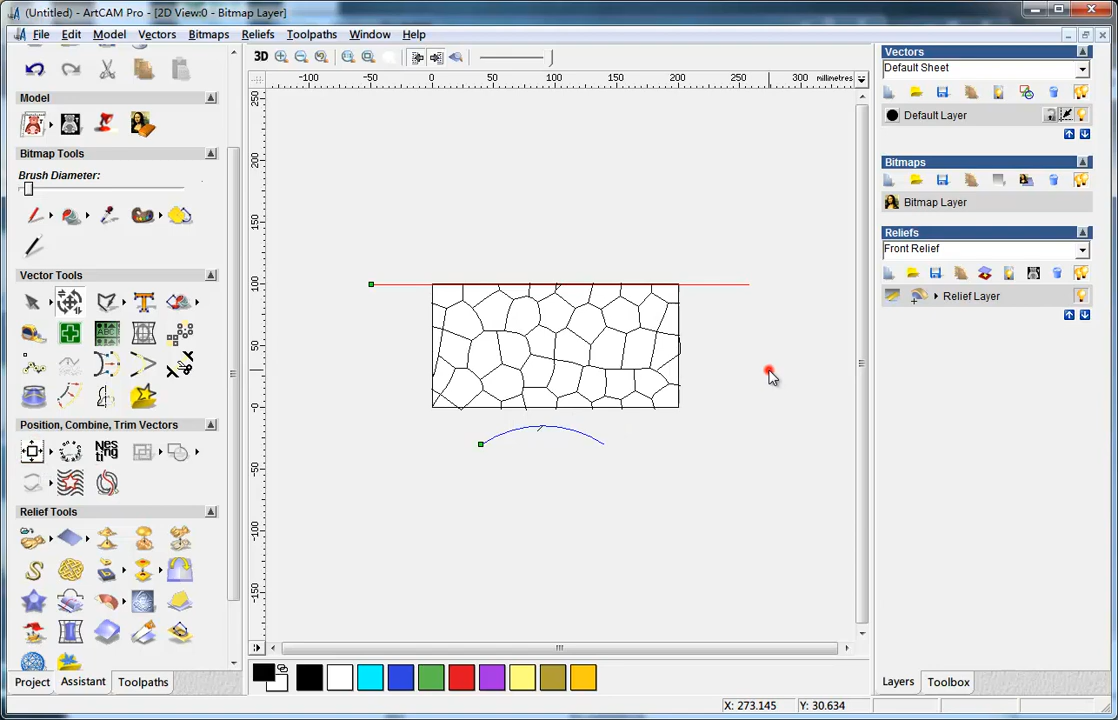 (Untitled) - ArtCAM Pro - [2D View:0 - Bitmap Layer]
File Edit Model Vectors Bitmaps Reliefs Toolpaths Window Help
3D
-100 -50 0 50 100 150 200 250 300 millimetres
250
200
150
100
50
-0
-50
-100
-150
Model
Bitmap Tools
Brush Diameter:
Vector Tools
ABC
Position, Combine, Trim Vectors
Nes
ting
Relief Tools
Project Assistant Toolpaths
Vectors
Default Sheet
Default Layer
Bitmaps
Bitmap Layer
Reliefs
Front Relief
Relief Layer
Layers Toolbox
X: 273.145 Y: 30.634